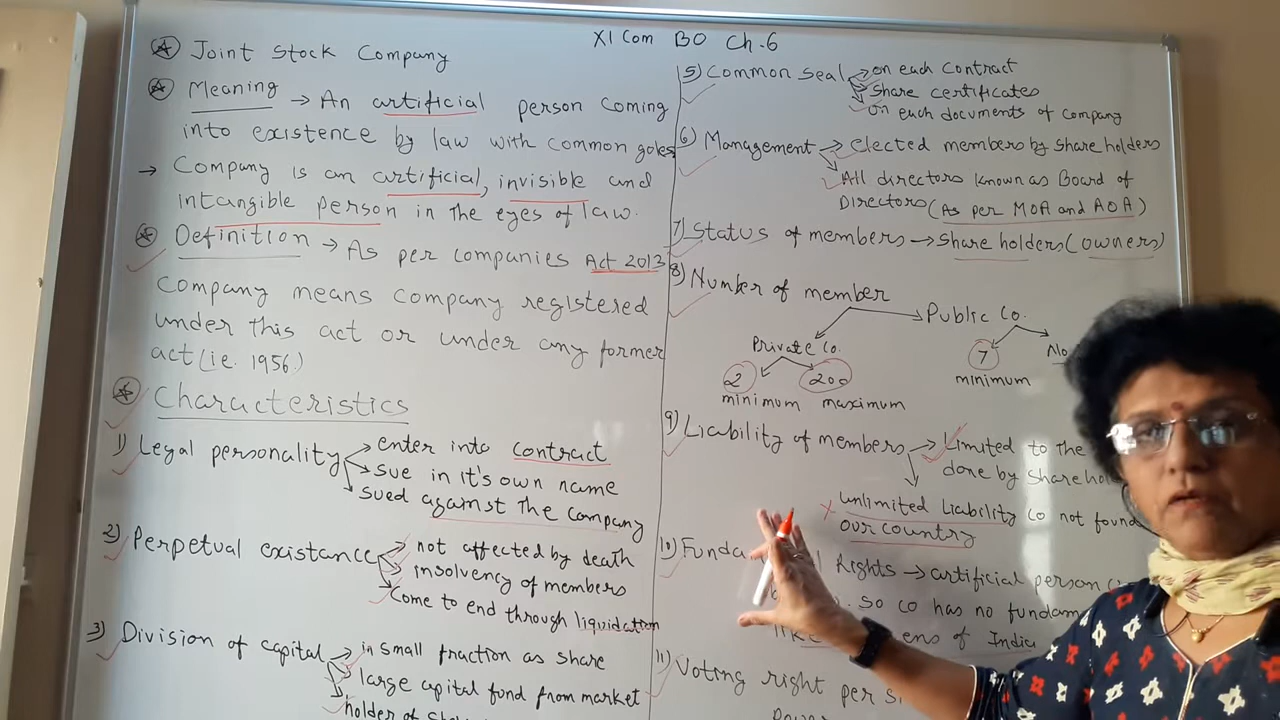 XI Com BO Ch.6
Joint Stock Company
Meaning → An artificial person coming
into existence by law with common goles
→ Company is an artificial, invisible and
intangible person in the eyes of law.
Definition → As per companies Act 2013
Company means company registered
under this act or under any former
act (i.e. 1956.)
Characteristics
1) Legal personality → enter into contract
→ sue in it's own name
→ sued against the company
2) Perpetual existance → not affected by death
→ insolvency of members
→ Come to end through liquidation
3) Division of capital → in small fraction as share
→ large capital fund from market
→ holder of
5) Common seal → on each contract
→ share certificates
→ on each documents of company
6) Management → elected members by share holders
→ All directors known as Board of
Directors (As per MOA and AOA)
7) Status of members → share holders (owners)
8) Number of member
Private Co. Public Co.
2 200 7 No
minimum maximum minimum
9) Liability of members → Limited to the
done by
unlimited Liability co not found
our country
10) Rights → artificial person
so co has no
of India
11) Voting right per